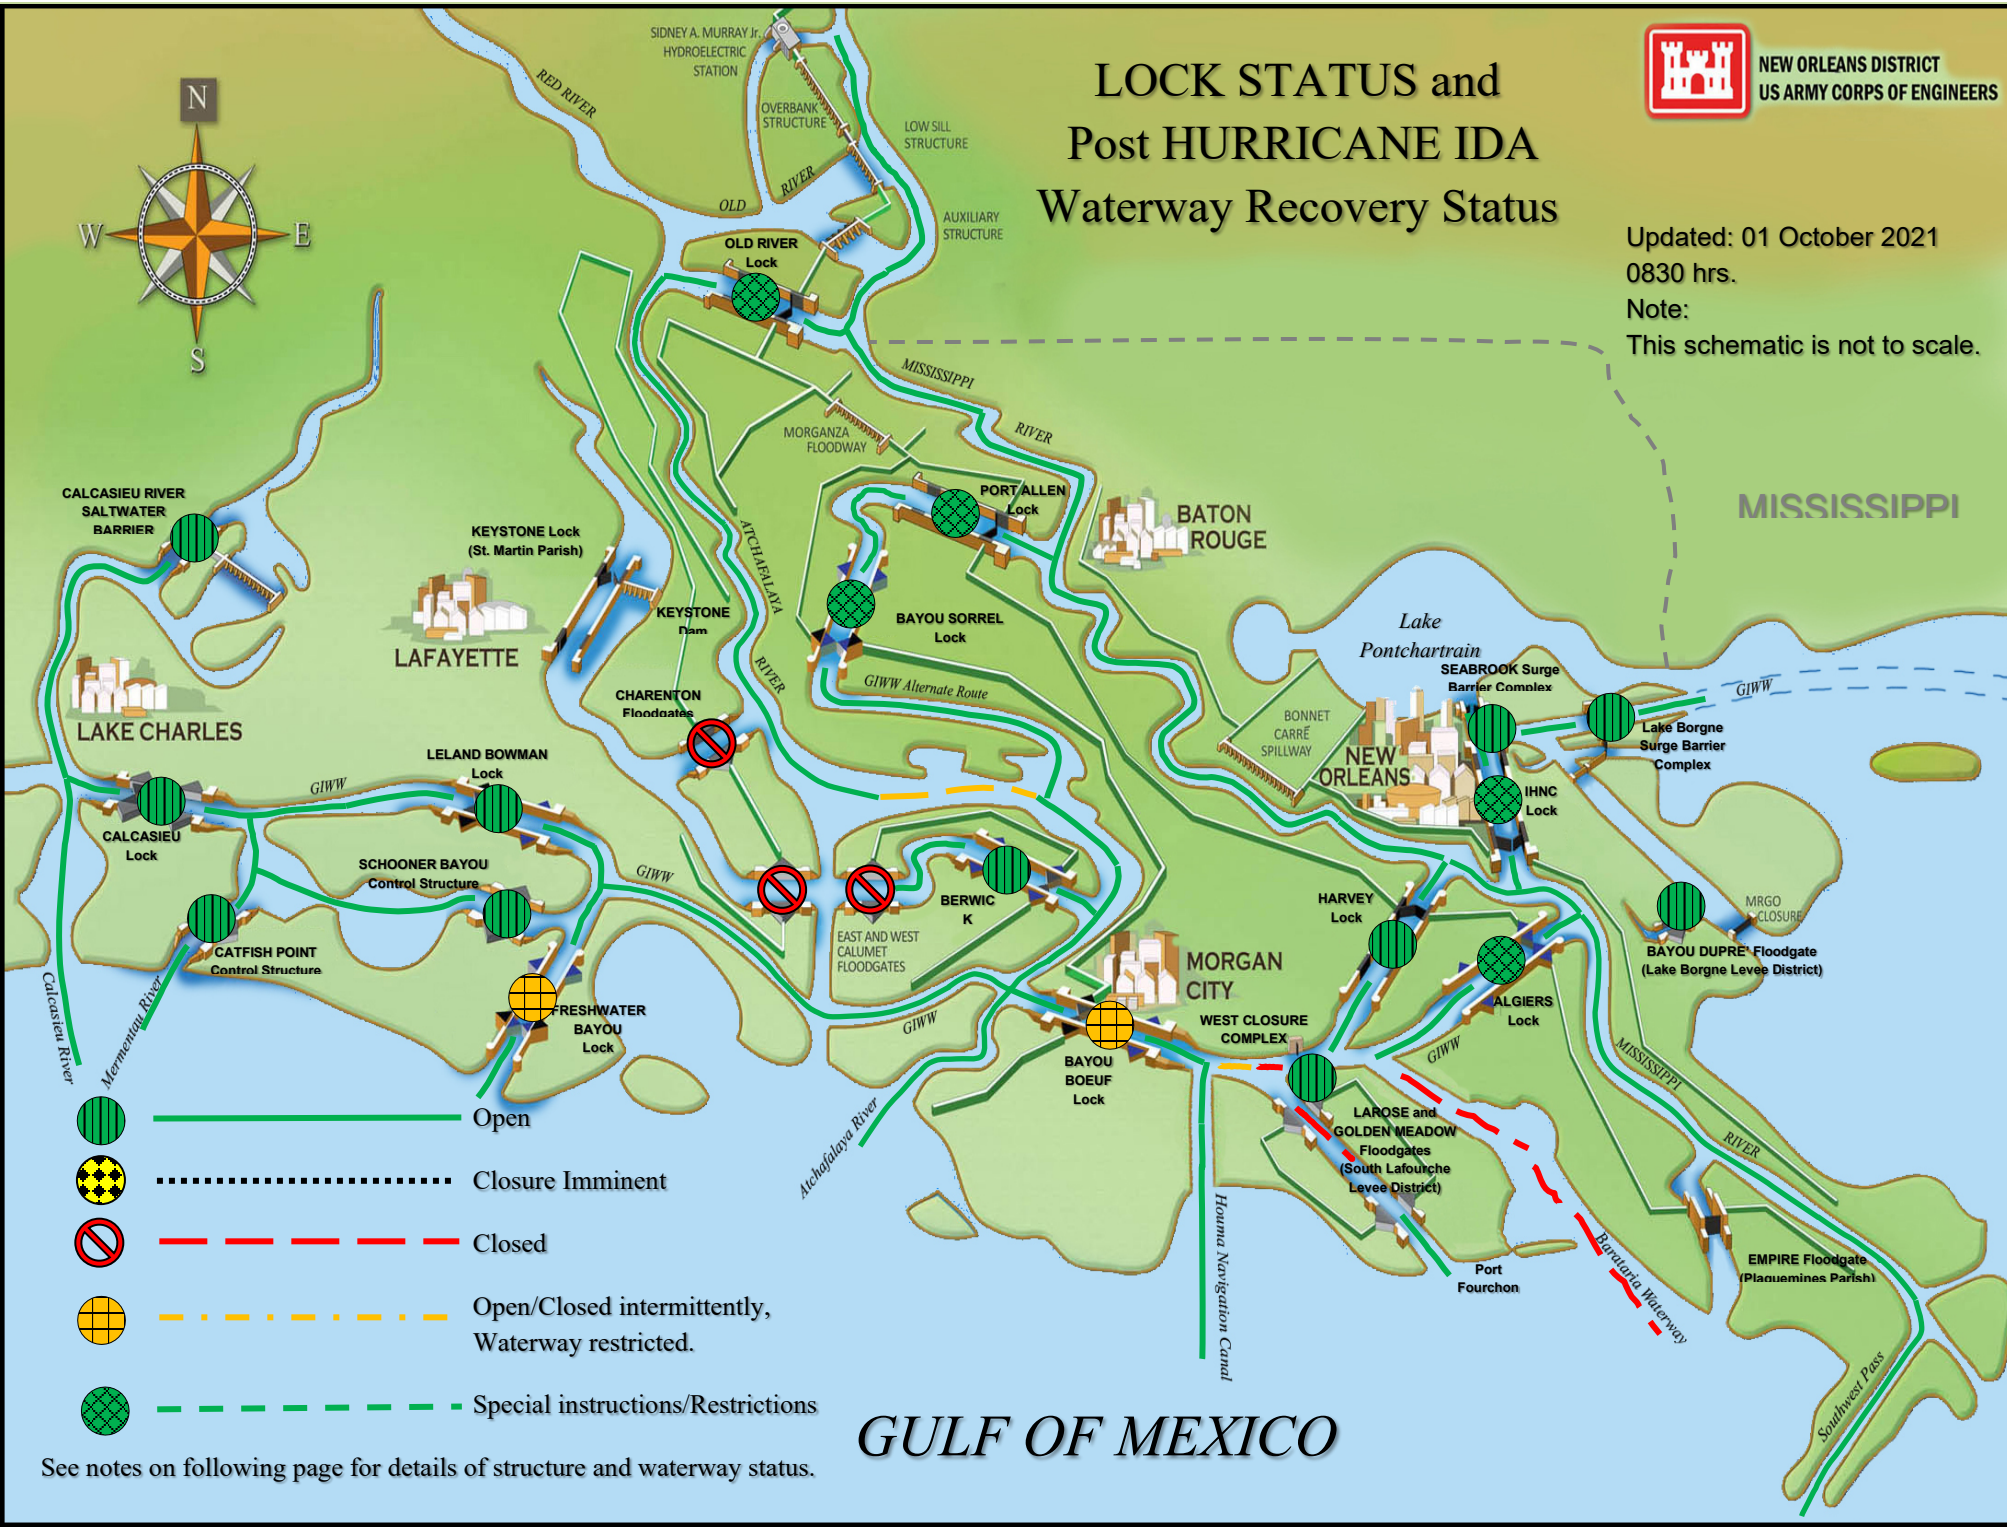 SIDNEY A. MURRAY Jr.
HYDROELECTRIC
STATION
RED RIVER
OVERBANK
STRUCTURE
LOW SILL
STRUCTURE
OLD
RIVER
AUXILIARY
STRUCTURE
OLD RIVER
Lock
LOCK STATUS and
Post HURRICANE IDA
Waterway Recovery Status
NEW ORLEANS DISTRICT
US ARMY CORPS OF ENGINEERS
Updated: 01 October 2021
0830 hrs.
Note:
This schematic is not to scale.
N
W
E
S
MISSISSIPPI
RIVER
MORGANZA
FLOODWAY
CALCASIEU RIVER
SALTWATER
BARRIER
KEYSTONE Lock
(St. Martin Parish)
PORT ALLEN
Lock
BATON
ROUGE
MISSISSIPPI
ATCHAFALAYA
RIVER
KEYSTONE
Dam
BAYOU SORREL
Lock
LAFAYETTE
Lake
Pontchartrain
SEABROOK Surge
Barrier Complex
GIWW
GIWW Alternate Route
CHARENTON
Floodgates
LAKE CHARLES
BONNET
CARRÉ
SPILLWAY
NEW
ORLEANS
Lake Borgne
Surge Barrier
Complex
LELAND BOWMAN
Lock
GIWW
IHNC
Lock
CALCASIEU
Lock
SCHOONER BAYOU
Control Structure
GIWW
BERWIC
K
HARVEY
Lock
MRGO
CLOSURE
EAST AND WEST
CALUMET
FLOODGATES
CATFISH POINT
Control Structure
MORGAN
CITY
BAYOU DUPRE' Floodgate
(Lake Borgne Levee District)
ALGIERS
Lock
FRESHWATER
BAYOU
Lock
GIWW
WEST CLOSURE
COMPLEX
GIWW
Calcasieu River
Mermentau River
BAYOU
BOEUF
Lock
MISSISSIPPI
RIVER
Atchafalaya River
LAROSE and
GOLDEN MEADOW
Floodgates
(South Lafourche
Levee District)
Houma Navigation Canal
Port
Fourchon
Barataria Waterway
EMPIRE Floodgate
(Plaquemines Parish)
Southwest Pass
Open
Closure Imminent
Closed
Open/Closed intermittently,
Waterway restricted.
Special instructions/Restrictions
See notes on following page for details of structure and waterway status.
GULF OF MEXICO